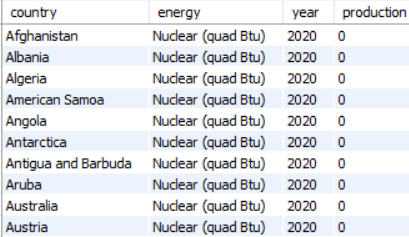 country energy year production
Afghanistan Nuclear (quad Btu) 2020 0
Albania Nuclear (quad Btu) 2020 0
Algeria Nuclear (quad Btu) 2020 0
American Samoa Nuclear (quad Btu) 2020 0
Angola Nuclear (quad Btu) 2020 0
Antarctica Nuclear (quad Btu) 2020 0
Antigua and Barbuda Nuclear (quad Btu) 2020 0
Aruba Nuclear (quad Btu) 2020 0
Australia Nuclear (quad Btu) 2020 0
Austria Nuclear (quad Btu) 2020 0